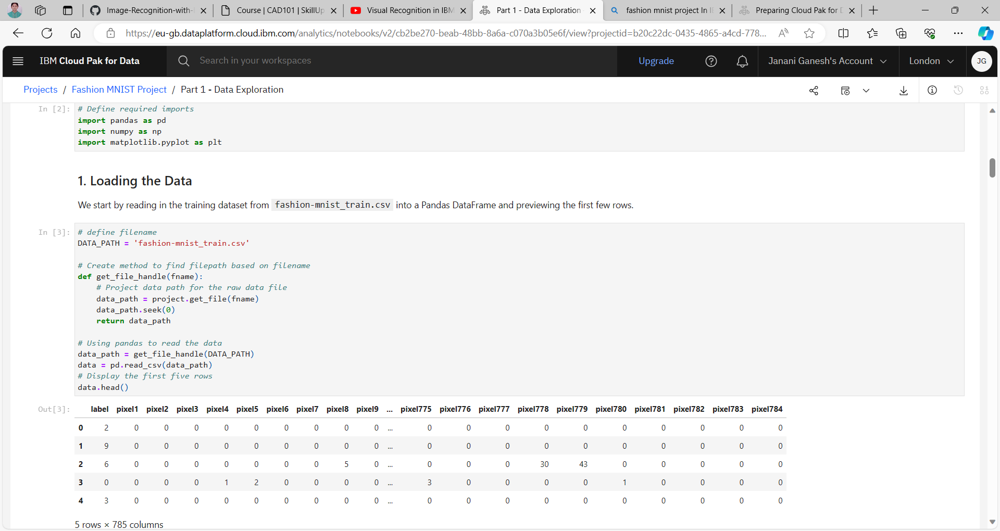 Image-Recognition-with-
Course | CAD101 | SkillUp
Visual Recognition in IBM
Part 1 - Data Exploration
fashion mnist project In I
Preparing Cloud Pak for D
https://eu-gb.dataplatform.cloud.ibm.com/analytics/notebooks/v2/cb2be270-beab-48bb-8a6a-c070a3b05e6f/view?projectid=b20c22dc-0435-4865-a4cd-778...
IBM Cloud Pak for Data
Search in your workspaces
Upgrade
Janani Ganesh's Account
London
JG
Projects / Fashion MNIST Project / Part 1 - Data Exploration
In [2]: # Define required imports
import pandas as pd
import numpy as np
import matplotlib.pyplot as plt
1. Loading the Data
We start by reading in the training dataset from fashion-mnist_train.csv into a Pandas DataFrame and previewing the first few rows.
In [3]: # define filename
DATA_PATH = 'fashion-mnist_train.csv'
# Create method to find filepath based on filename
def get_file_handle(fname):
# Project data path for the raw data file
data_path = project.get_file(fname)
data_path.seek(0)
return data_path
# Using pandas to read the data
data_path = get_file_handle(DATA_PATH)
data = pd.read_csv(data_path)
# Display the first five rows
data.head()
Out[3]: label pixel1 pixel2 pixel3 pixel4 pixel5 pixel6 pixel7 pixel8 pixel9 ... pixel775 pixel776 pixel777 pixel778 pixel779 pixel780 pixel781 pixel782 pixel783 pixel784
0 2 0 0 0 0 0 0 0 0 0 ... 0 0 0 0 0 0 0 0 0 0
1 9 0 0 0 0 0 0 0 0 0 ... 0 0 0 0 0 0 0 0 0 0
2 6 0 0 0 0 0 0 0 5 0 ... 0 0 0 30 43 0 0 0 0 0
3 0 0 0 0 1 2 0 0 0 0 ... 3 0 0 0 0 1 0 0 0 0
4 3 0 0 0 0 0 0 0 0 0 ... 0 0 0 0 0 0 0 0 0 0
5 rows × 785 columns